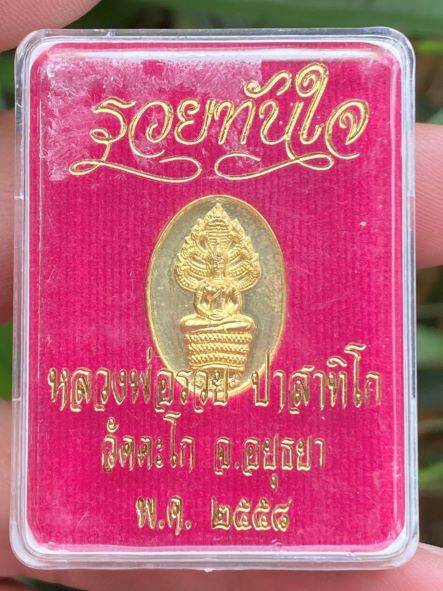 รวยทันใจ
หลวงพ่อรวย ปาสาทิโก
วัดตะโก จ.อยุธยา
พ.ศ. ๒๕๕๘